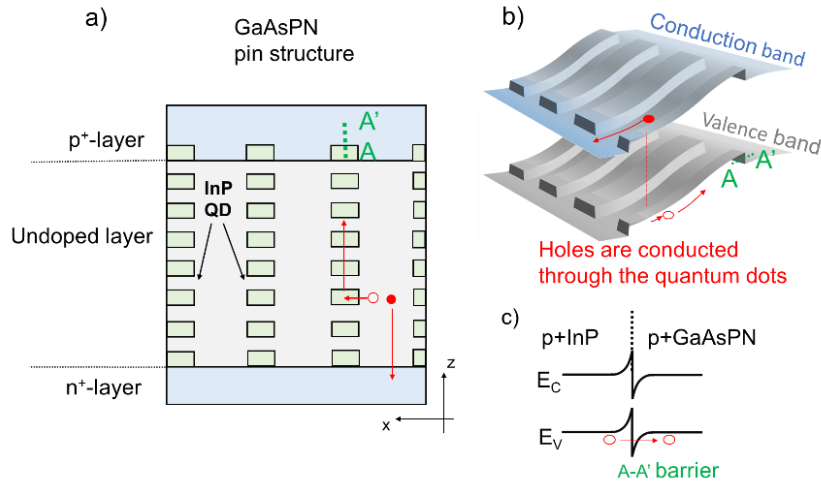 a)
GaAsPN
pin structure
p⁺-layer
A'
A
InP
QD
Undoped layer
n⁺-layer
z
x
b)
Conduction band
Valence band
A A'
Holes are conducted
through the quantum dots
c)
p+InP p+GaAsPN
E_C
E_V
A-A' barrier